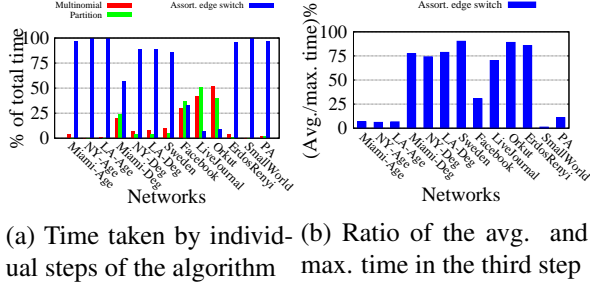 Multinomial
Partition
Assort. edge switch
% of total time
100
75
50
25
0
Miami-Age
NY-Age
LA-Age
Miami-Deg
NY-Deg
LA-Deg
Sweden
Facebook
LiveJournal
Orkut
ErdosRenyi
SmallWorld
PA
Networks
Assort. edge switch
(Avg./max. time)%
100
75
50
25
0
Miami-Age
NY-Age
LA-Age
Miami-Deg
NY-Deg
LA-Deg
Sweden
Facebook
LiveJournal
Orkut
ErdosRenyi
SmallWorld
PA
Networks
(a) Time taken by individ-
ual steps of the algorithm
(b) Ratio of the avg. and
max. time in the third step